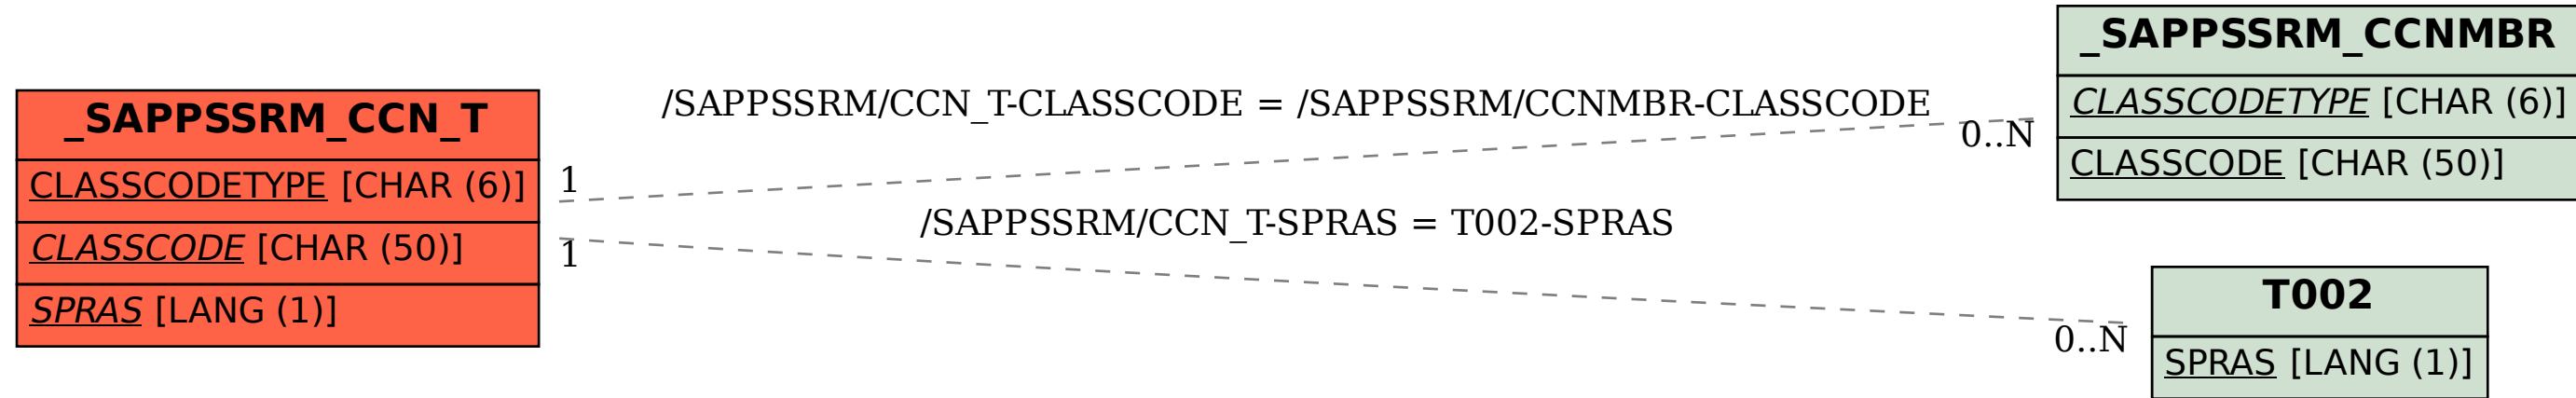 _SAPPSSRM_CCN_T
CLASSCODETYPE [CHAR (6)]
CLASSCODE [CHAR (50)]
SPRAS [LANG (1)]
/SAPPSSRM/CCN_T-CLASSCODE = /SAPPSSRM/CCNMBR-CLASSCODE
1
0..N
/SAPPSSRM/CCN_T-SPRAS = T002-SPRAS
1
0..N
_SAPPSSRM_CCNMBR
CLASSCODETYPE [CHAR (6)]
CLASSCODE [CHAR (50)]
T002
SPRAS [LANG (1)]